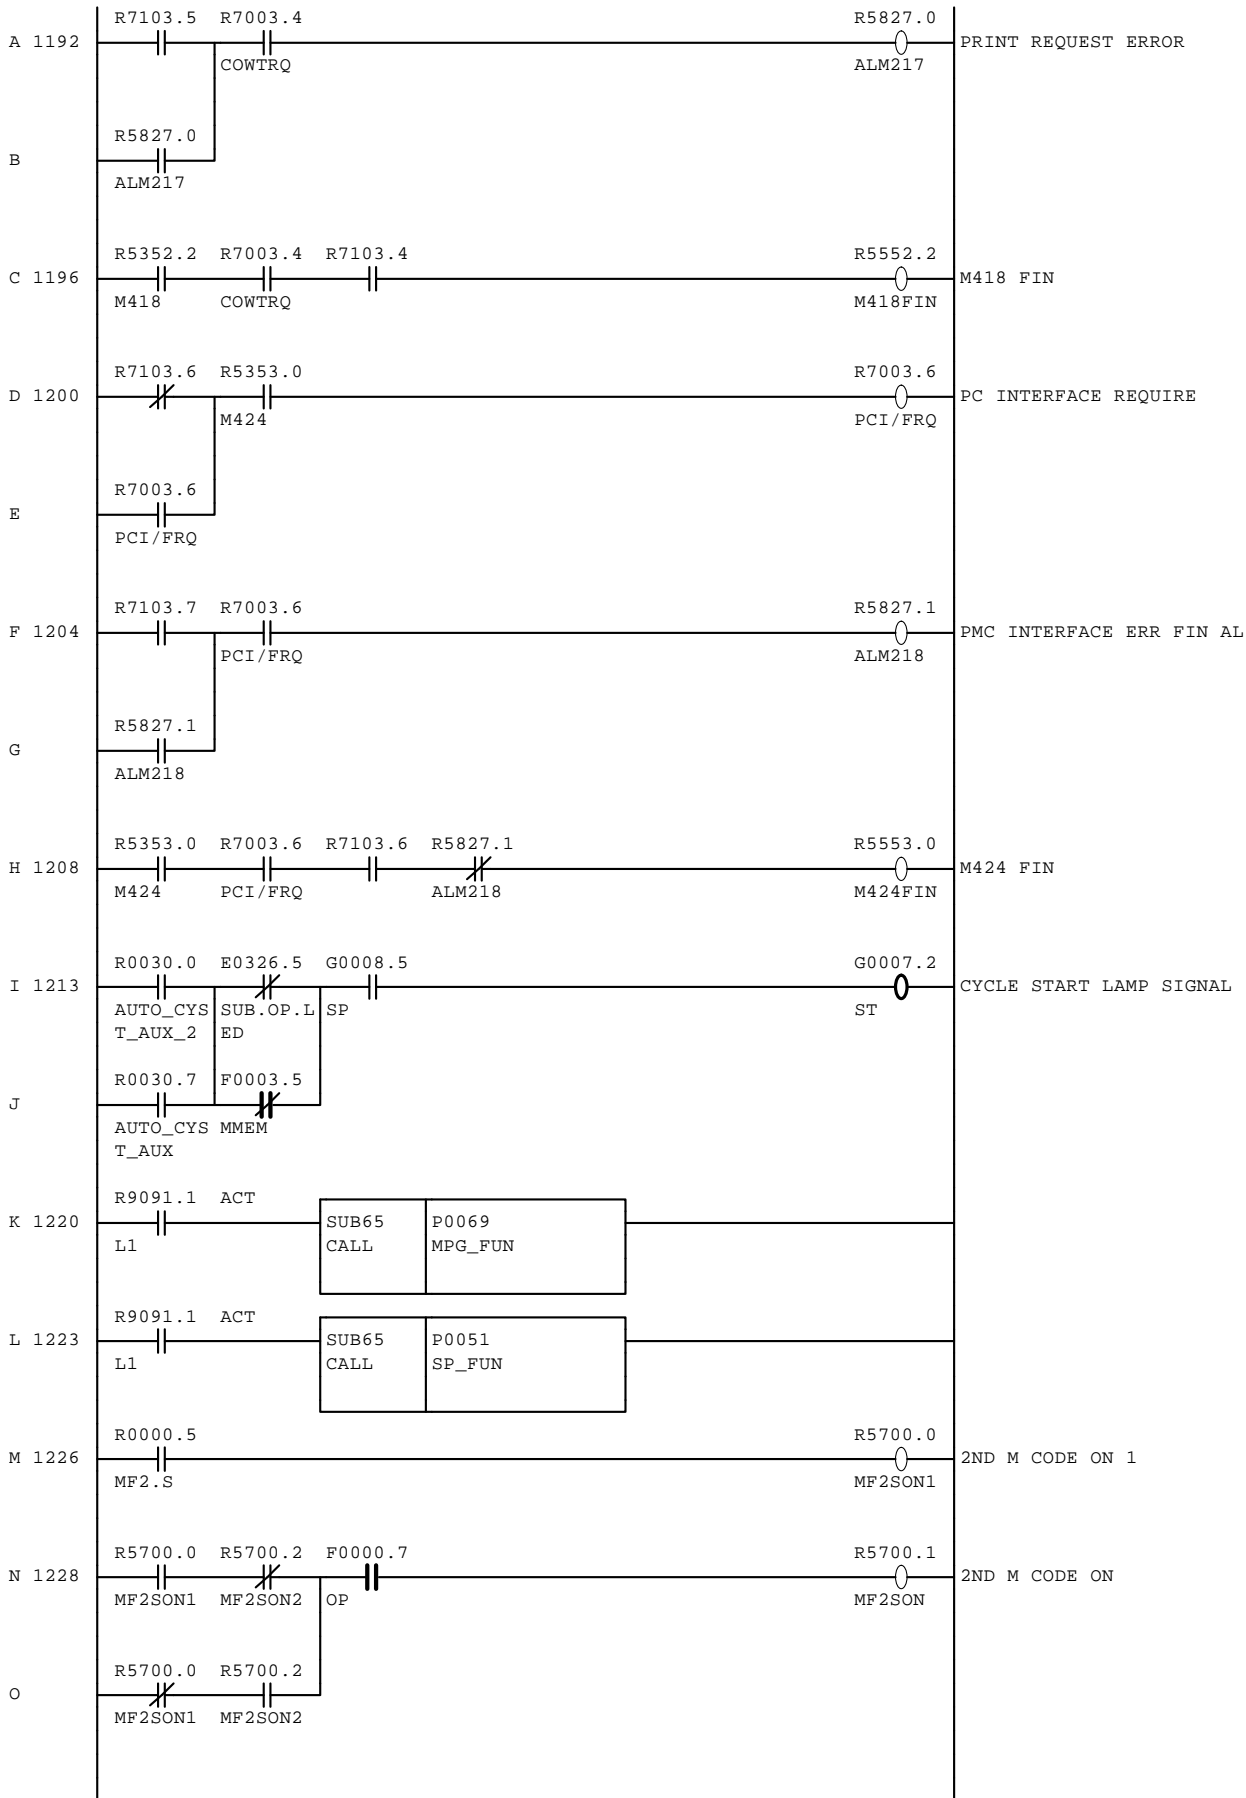 R7103.5 R7003.4 R5827.0
A 1192 PRINT REQUEST ERROR
COWTRQ ALM217
R5827.0
B
ALM217
R5352.2 R7003.4 R7103.4 R5552.2
C 1196 M418 FIN
M418 COWTRQ M418FIN
R7103.6 R5353.0 R7003.6
D 1200 PC INTERFACE REQUIRE
M424 PCI/FRQ
R7003.6
E
PCI/FRQ
R7103.7 R7003.6 R5827.1
F 1204 PMC INTERFACE ERR FIN AL
PCI/FRQ ALM218
R5827.1
G
ALM218
R5353.0 R7003.6 R7103.6 R5827.1 R5553.0
H 1208 M424 FIN
M424 PCI/FRQ ALM218 M424FIN
R0030.0 E0326.5 G0008.5 G0007.2
I 1213 CYCLE START LAMP SIGNAL
AUTO_CYS SUB.OP.L SP ST
T_AUX_2 ED
R0030.7 F0003.5
J
AUTO_CYS MMEM
T_AUX
R9091.1 ACT
K 1220 SUB65 P0069
L1 CALL MPG_FUN
R9091.1 ACT
L 1223 SUB65 P0051
L1 CALL SP_FUN
R0000.5 R5700.0
M 1226 2ND M CODE ON 1
MF2.S MF2SON1
R5700.0 R5700.2 F0000.7 R5700.1
N 1228 2ND M CODE ON
MF2SON1 MF2SON2 OP MF2SON
R5700.0 R5700.2
O
MF2SON1 MF2SON2